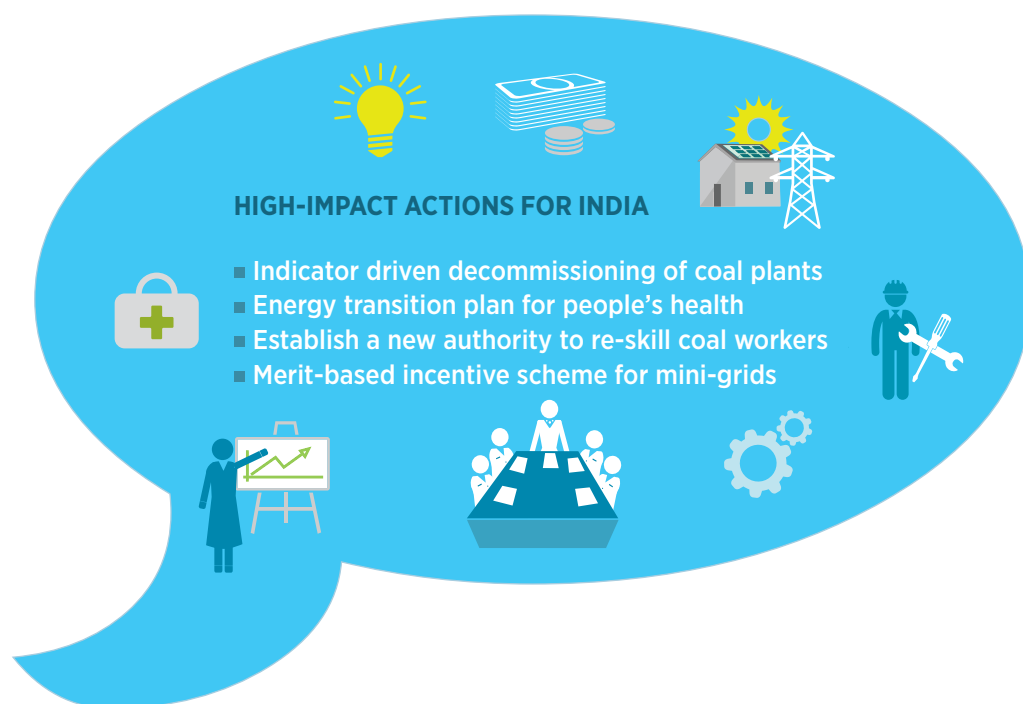 HIGH-IMPACT ACTIONS FOR INDIA
Indicator driven decommissioning of coal plants
Energy transition plan for people’s health
Establish a new authority to re-skill coal workers
Merit-based incentive scheme for mini-grids